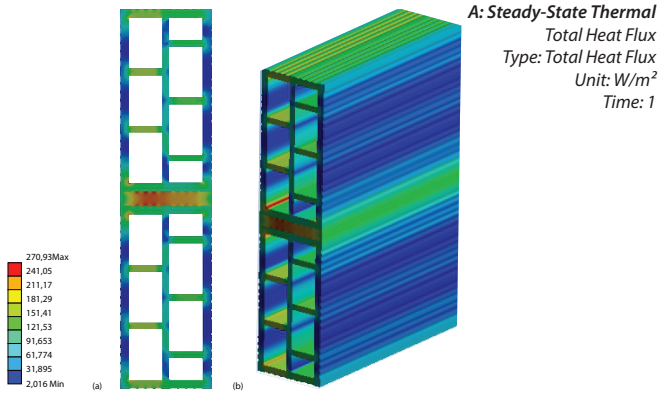 A: Steady-State Thermal
Total Heat Flux
Type: Total Heat Flux
Unit: W/m²
Time: 1
270,93Max
241,05
211,17
181,29
151,41
121,53
91,653
61,774
31,895
2,016 Min
(a)
(b)